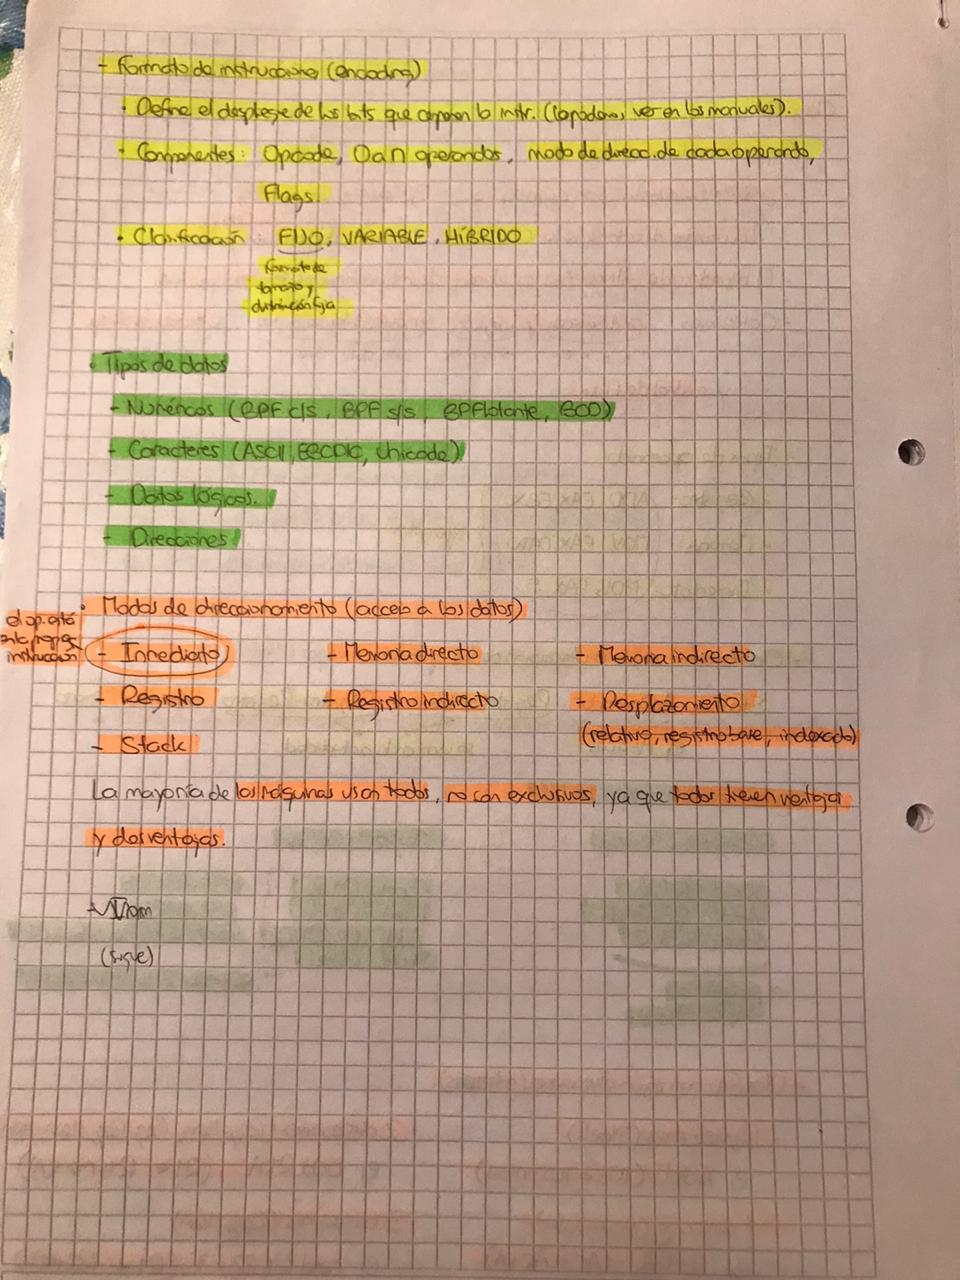 - Formato de instrucciones (encoding)
• Define el despliegue de los bits que componen la instr. (lo podemos ver en los manuales).
• Componentes: Opcode, 0 a n operandos, modo de direcc. de cada operando,
Flags.
• Clasificación: FIJO, VARIABLE, HÍBRIDO
formato de
tamaño y
distribución fija
• Tipos de datos
- Numéricos (BPF c/s, BPF s/s, BPFlotante, BCD)
- Caracteres (ASCII, EBCDIC, Unicode)
- Datos lógicos.
- Direcciones
• Modos de direccionamiento (acceso a los datos)
el op. está
en la propia
instrucción
- Inmediato - Memoria directo - Memoria indirecto
- Registro - Registro indirecto - Desplazamiento
- Stack (relativo, registro base, indexado)
La mayoría de las máquinas usan todos, no son exclusivos, ya que todos tienen ventajas
y desventajas.
(sigue)